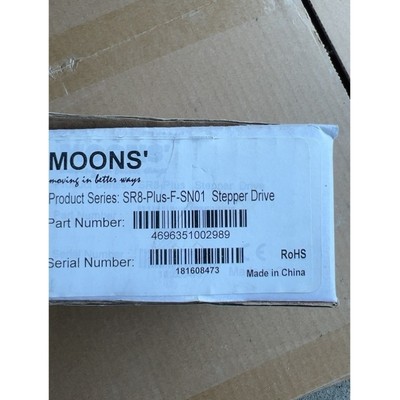 MOONS'
moving in better ways
Product Series: SR8-Plus-F-SN01 Stepper Drive
Part Number:
4696351002989
Serial Number:
181608473
RoHS
Made in China